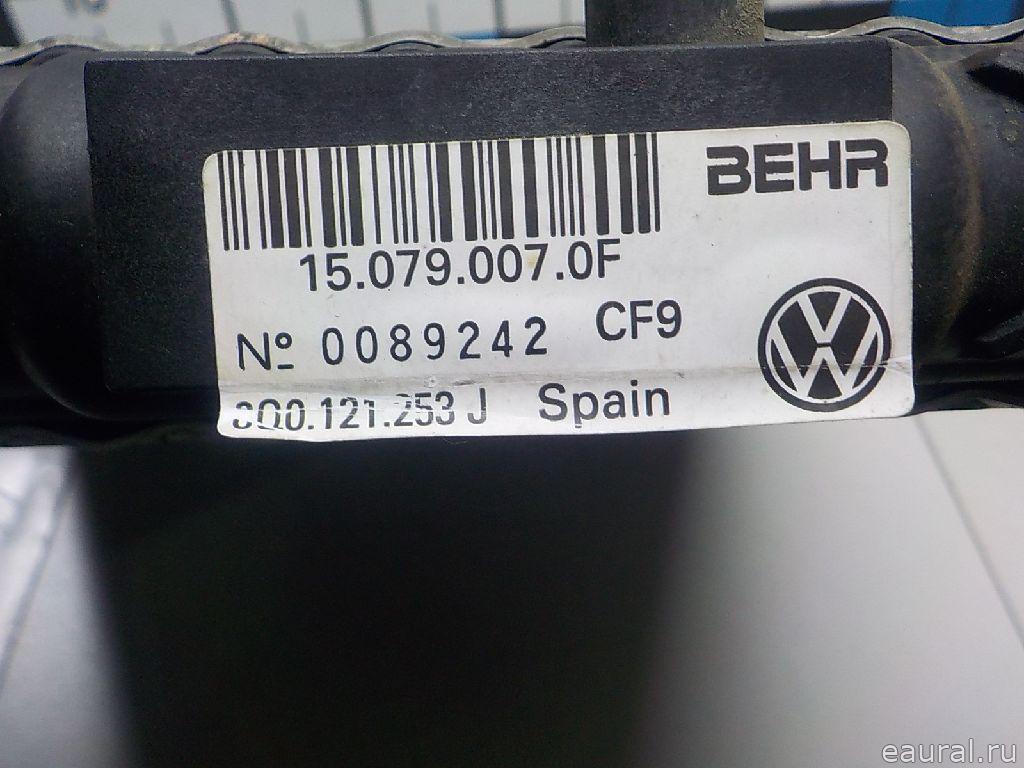 BEHR
15.079.007.0F
Nº 0089242 CF9
6Q0.121.253 J Spain
eaural.ru